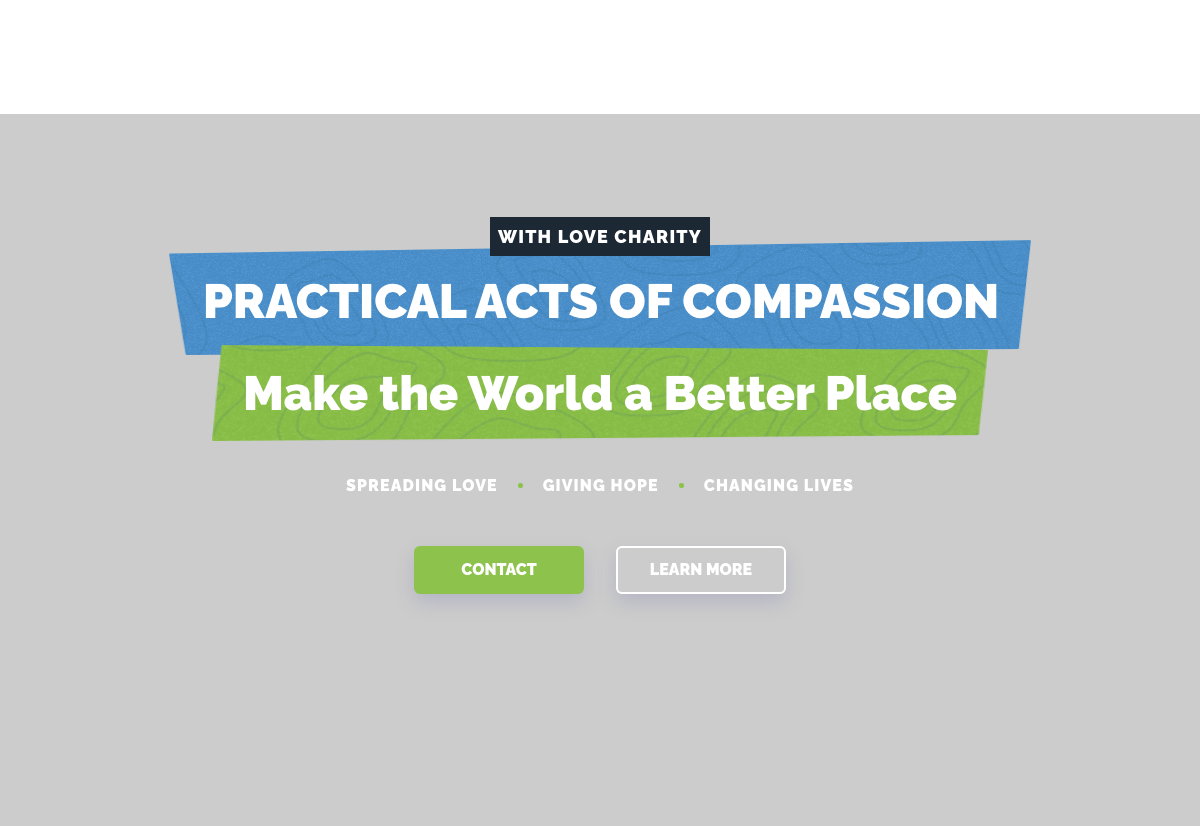 WITH LOVE CHARITY
PRACTICAL ACTS OF COMPASSION
Make the World a Better Place
SPREADING LOVE • GIVING HOPE • CHANGING LIVES
CONTACT LEARN MORE